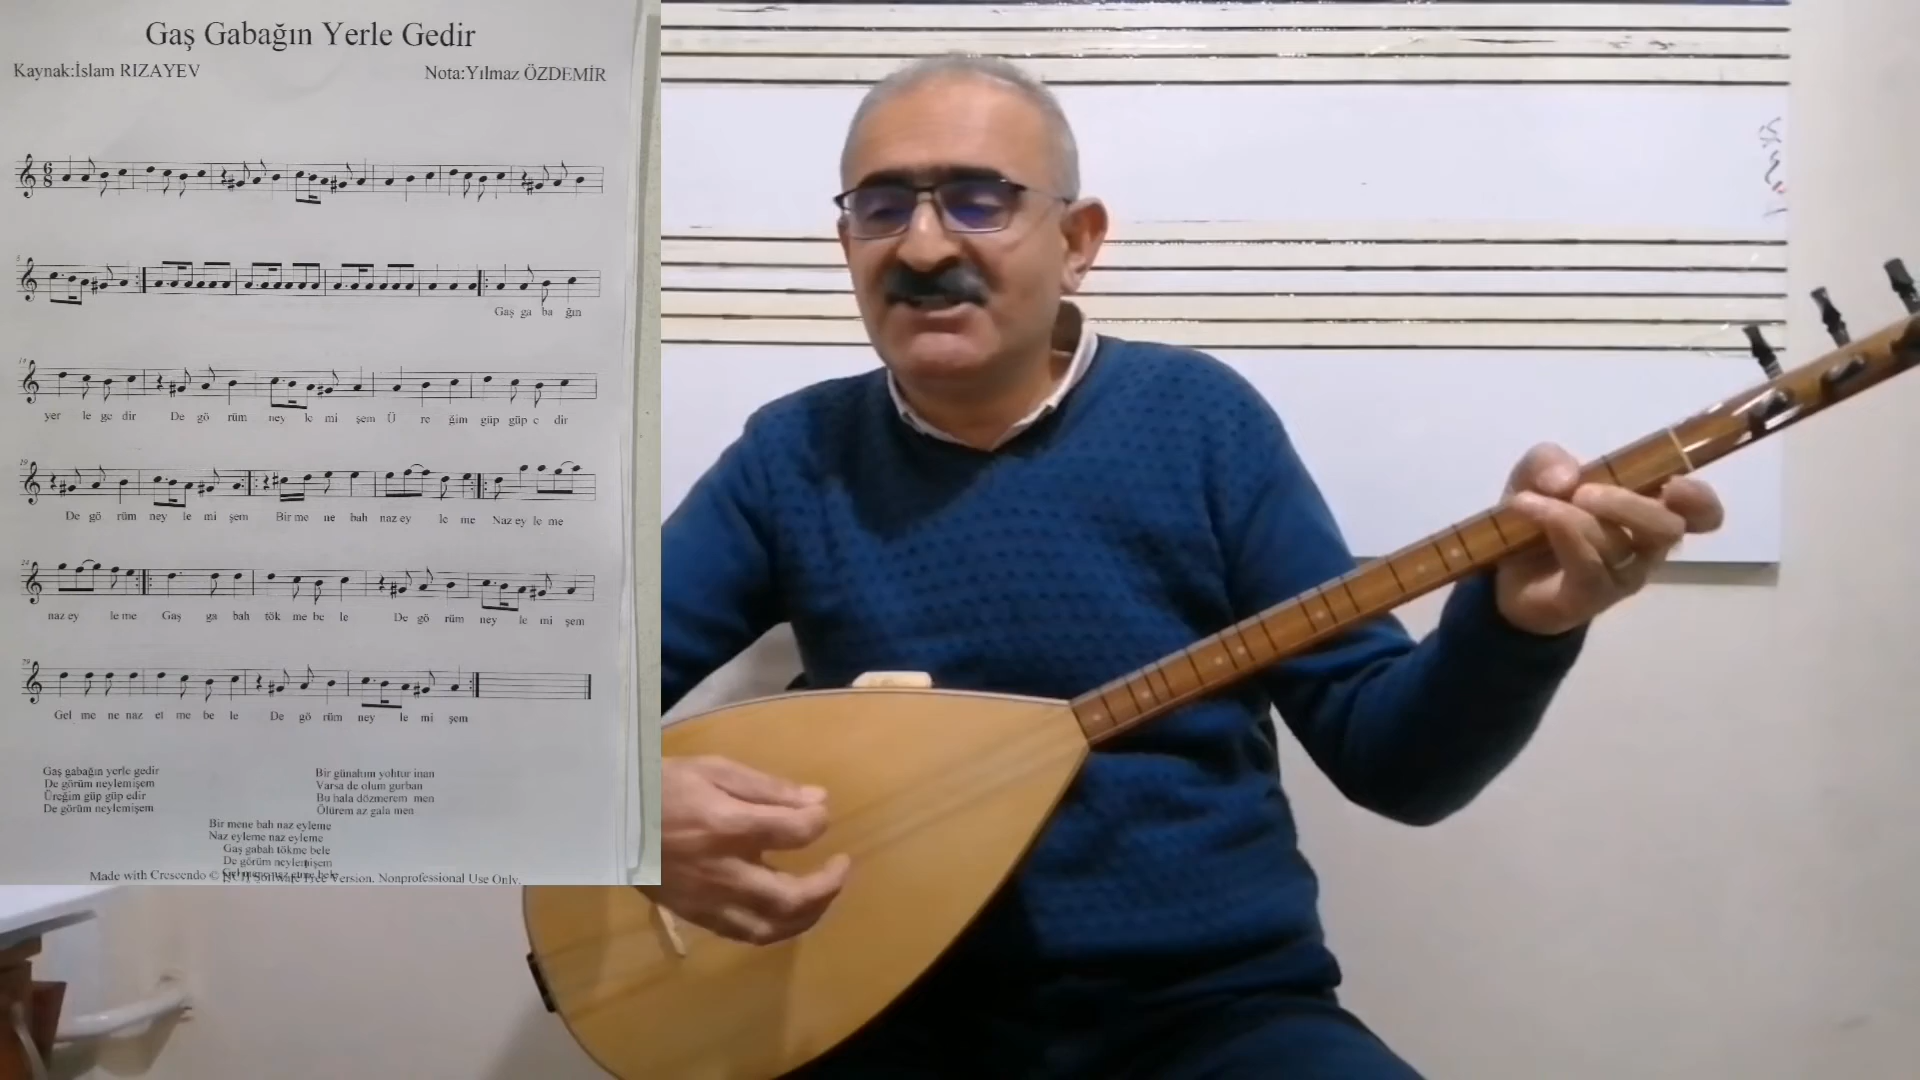 Gaş Gabağın Yerle Gedir
Kaynak:İslam RIZAYEV
Nota:Yılmaz ÖZDEMİR
Gaş ga ba ğın
yer le ge dir De gö rüm ney le mi şem Ü re ğim güp güp e dir
De gö rüm ney le mi şem Bir me ne bah naz ey le me Naz ey le me
naz ey le me Gaş ga bah tök me be le De gö rüm ney le mi şem
Gel me ne naz et me be le De gö rüm ney le mi şem
Gaş gabağın yerle gedir
De görüm neylemişem
Üreğim güp güp edir
De görüm neylemişem
Bir günahım yohtur inan
Varsa de olum gurban
Bu hala dözmerem men
Ölürem az gala men
Bir mene bah naz eyleme
Naz eyleme naz eyleme
Gaş gabah tökme bele
De görüm neylemişem
Made with Crescendo © NCH Software Free Version. Nonprofessional Use Only.